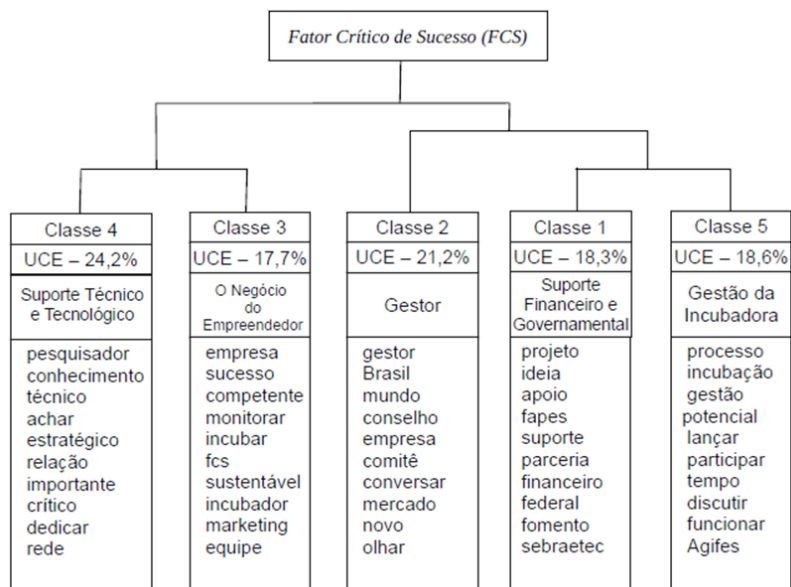 Fator Crítico de Sucesso (FCS)
Classe 4
UCE – 24,2%
Suporte Técnico
e Tecnológico
pesquisador
conhecimento
técnico
achar
estratégico
relação
importante
crítico
dedicar
rede
Classe 3
UCE – 17,7%
O Negócio
do
Empreendedor
empresa
sucesso
competente
monitorar
incubar
fcs
sustentável
incubador
marketing
equipe
Classe 2
UCE – 21,2%
Gestor
gestor
Brasil
mundo
conselho
empresa
comitê
conversar
mercado
novo
olhar
Classe 1
UCE – 18,3%
Suporte
Financeiro e
Governamental
projeto
ideia
apoio
fapes
suporte
parceria
financeiro
federal
fomento
sebraetec
Classe 5
UCE – 18,6%
Gestão da
Incubadora
processo
incubação
gestão
potencial
lançar
participar
tempo
discutir
funcionar
Agifes